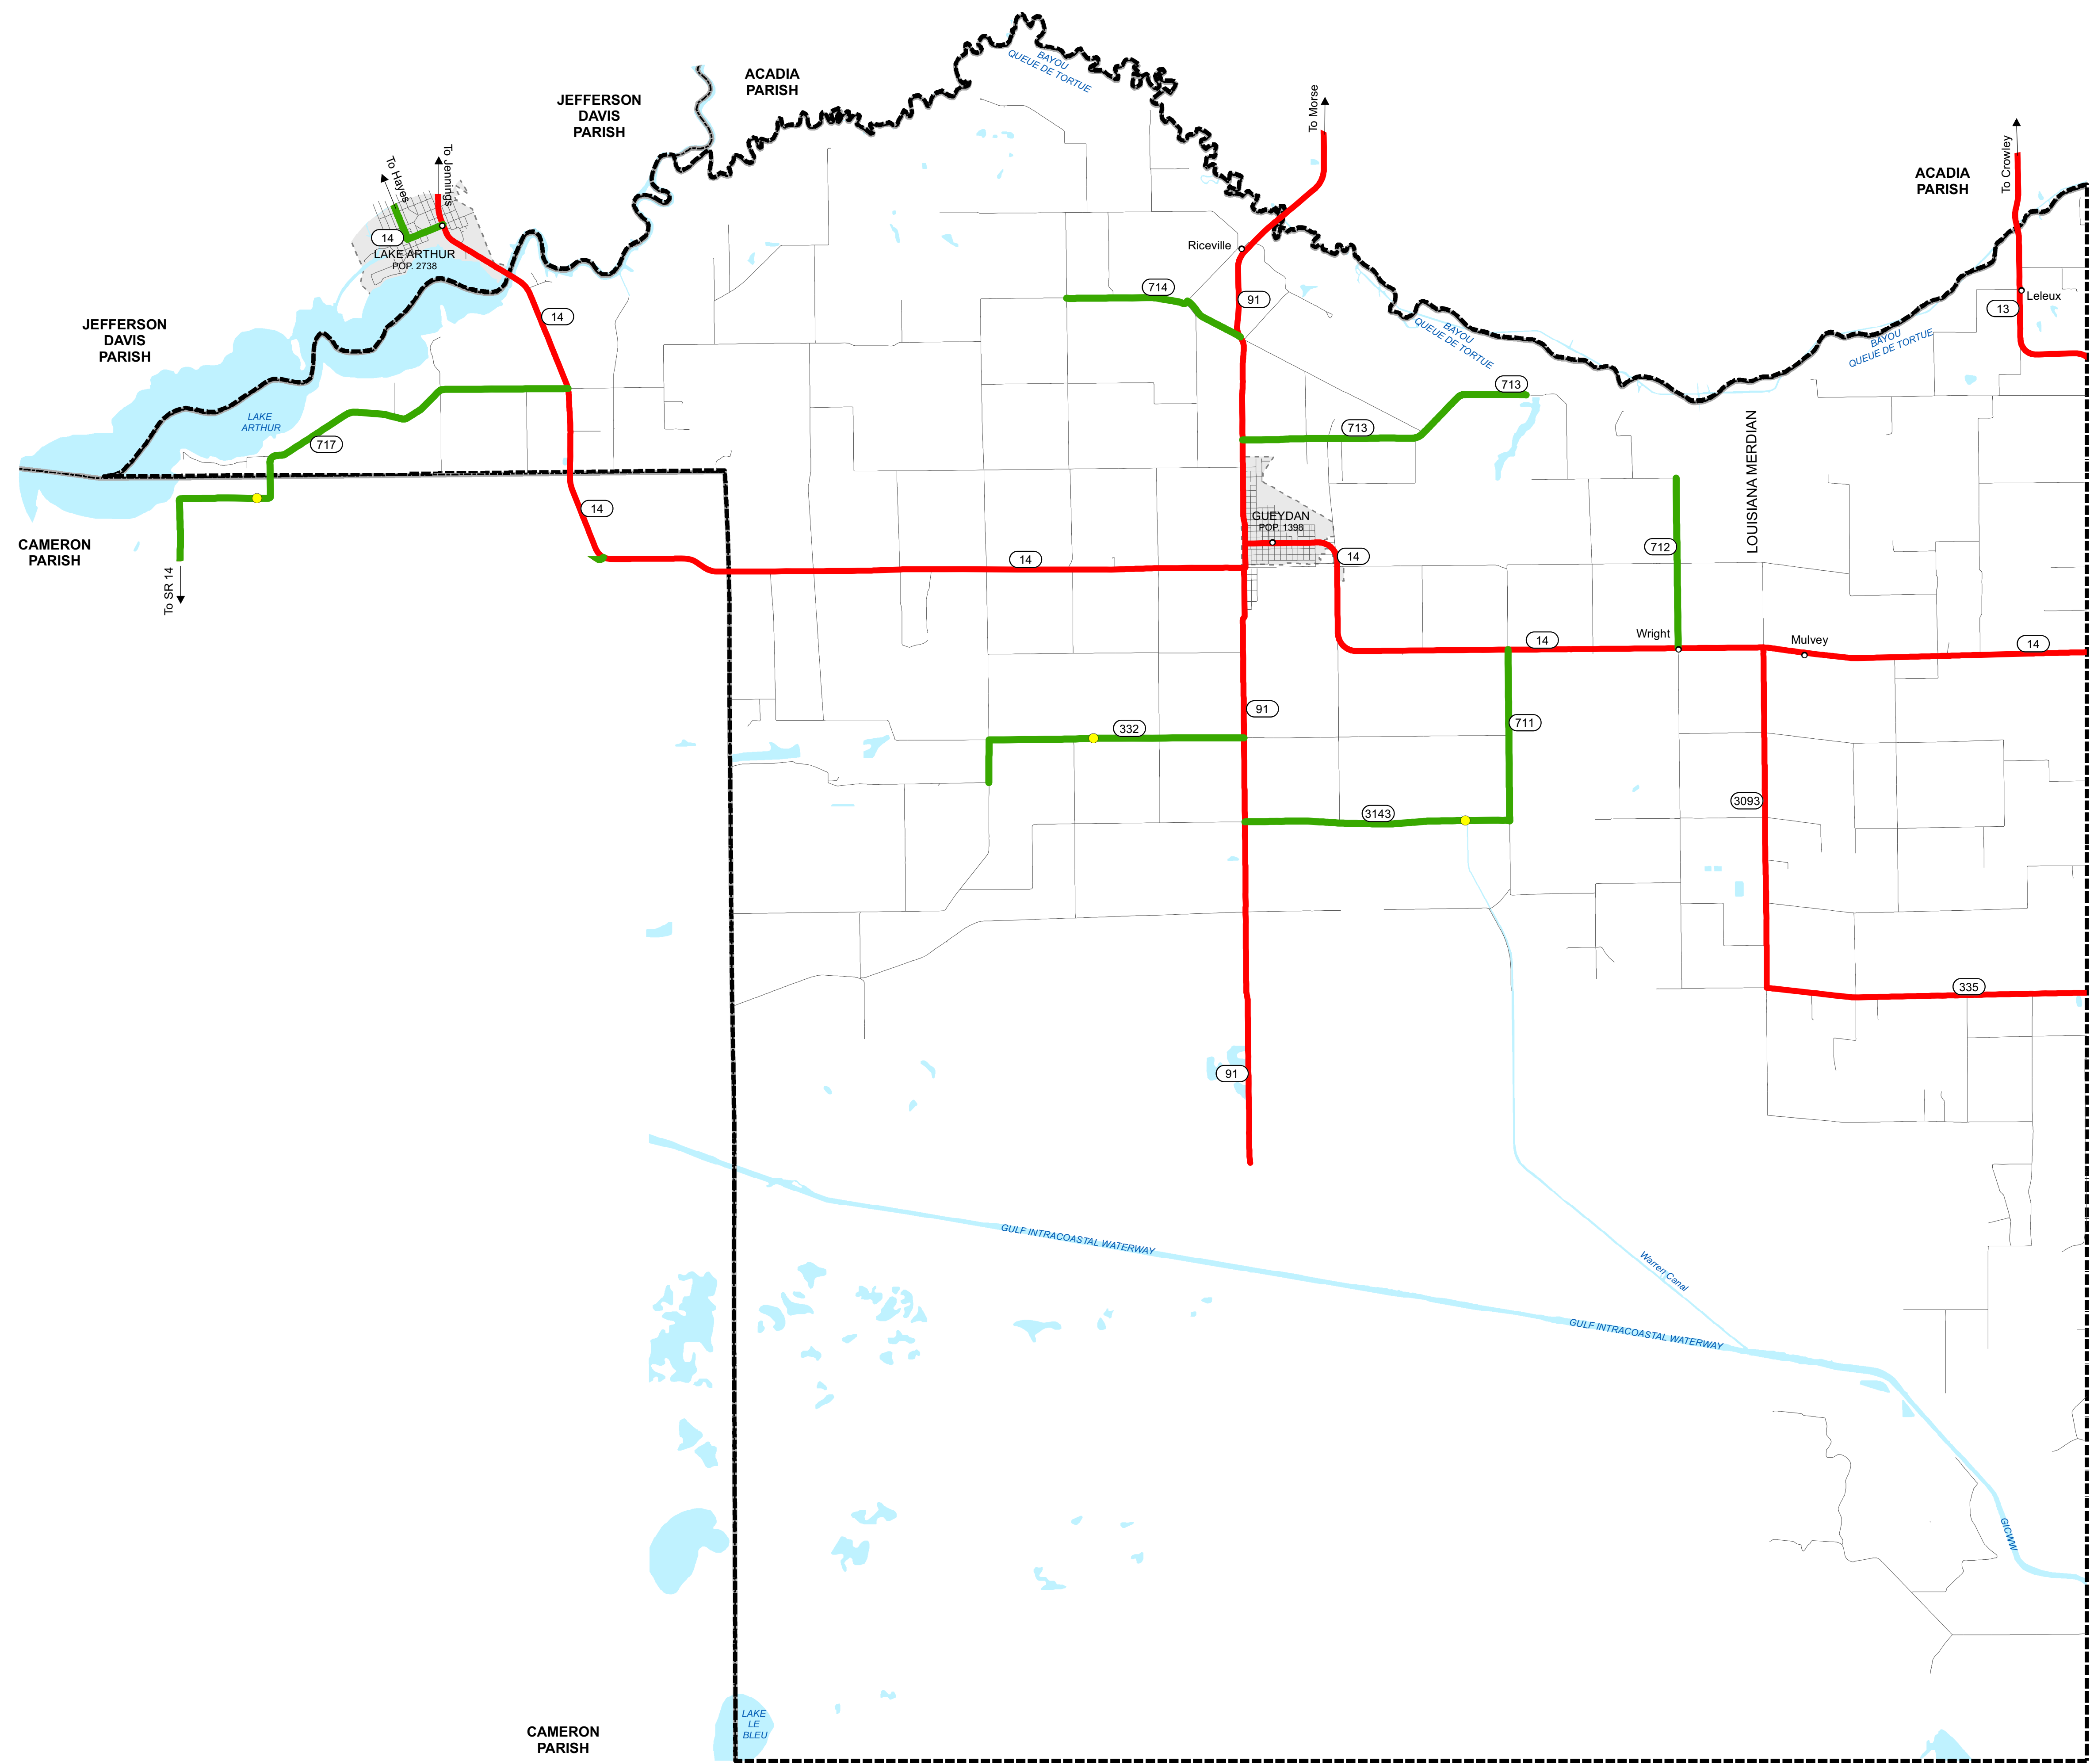 BAYOU
QUEUE DE TORTUE
ACADIA
PARISH
JEFFERSON
DAVIS
PARISH
To Morse
To Crowley
ACADIA
PARISH
To Hayes
To Jennings
14
LAKE ARTHUR
POP. 2738
Riceville
714
91
14
Leleux
13
JEFFERSON
DAVIS
PARISH
BAYOU
QUEUE DE TORTUE
BAYOU
QUEUE DE TORTUE
713
LAKE
ARTHUR
717
713
LOUISIANA MERDIAN
14
GUEYDAN
POP. 1398
CAMERON
PARISH
14
14
712
To SR 14
14
Wright
Mulvey
14
91
332
711
3143
3093
335
91
GULF INTRACOASTAL WATERWAY
Warren Canal
GULF INTRACOASTAL WATERWAY
GICWW
LAKE
LE
BLEU
CAMERON
PARISH